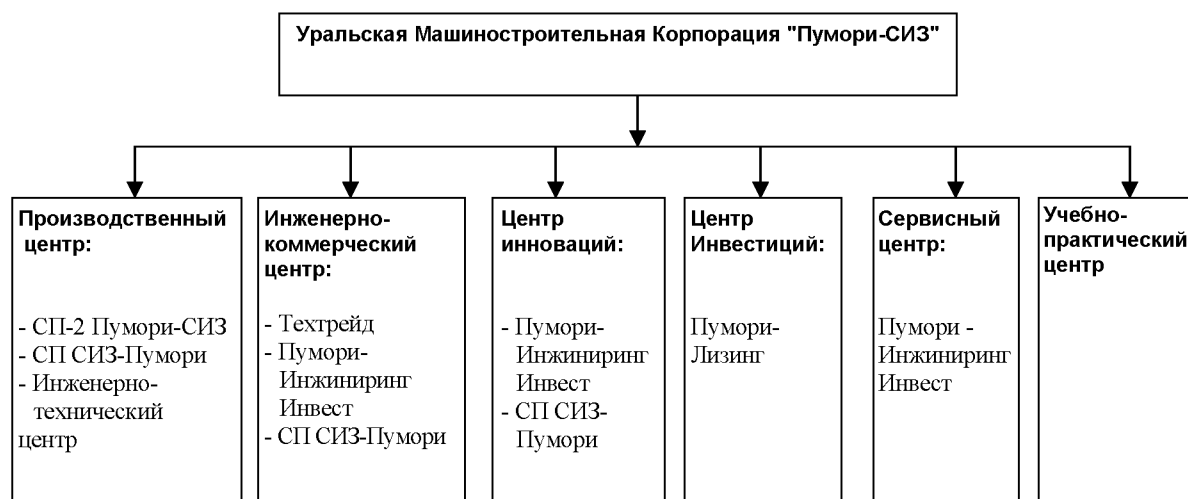 Уральская Машиностроительная Корпорация "Пумори-СИЗ"
Производственный
центр:
- СП-2 Пумори-СИЗ
- СП СИЗ-Пумори
- Инженерно-
технический
центр
Инженерно-
коммерческий
центр:
- Техтрейд
- Пумори-
Инжиниринг
Инвест
- СП СИЗ-Пумори
Центр
инноваций:
- Пумори-
Инжиниринг
Инвест
- СП СИЗ-
Пумори
Центр
Инвестиций:
Пумори-
Лизинг
Сервисный
центр:
Пумори -
Инжиниринг
Инвест
Учебно-
практический
центр